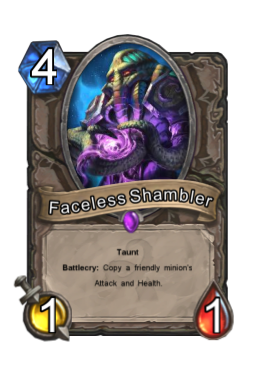 4
Faceless Shambler
Taunt
Battlecry: Copy a friendly minion's
Attack and Health.
1
1